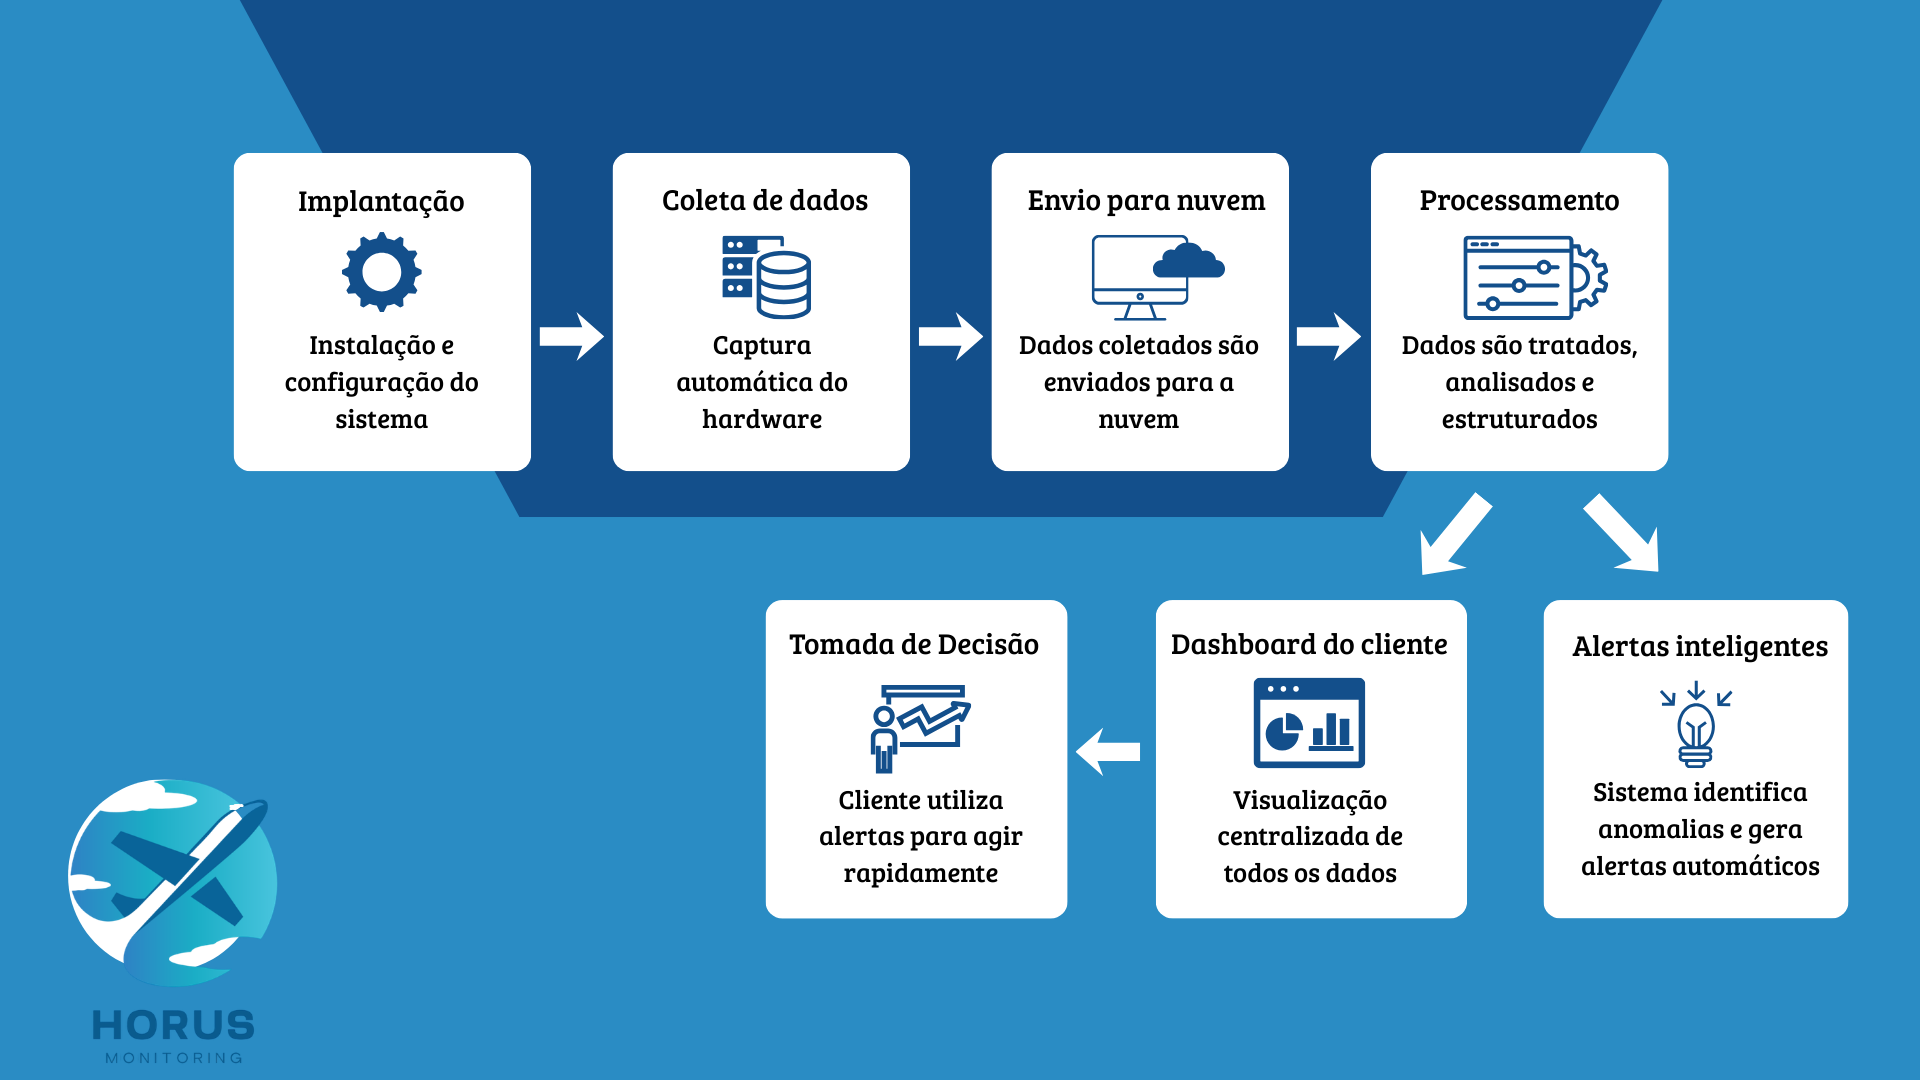 Implantação
Instalação e
configuração do
sistema
Coleta de dados
Captura
automática do
hardware
Envio para nuvem
Dados coletados são
enviados para a
nuvem
Processamento
Dados são tratados,
analisados e
estruturados
Tomada de Decisão
Cliente utiliza
alertas para agir
rapidamente
Dashboard do cliente
Visualização
centralizada de
todos os dados
Alertas inteligentes
Sistema identifica
anomalias e gera
alertas automáticos
HORUS
MONITORING